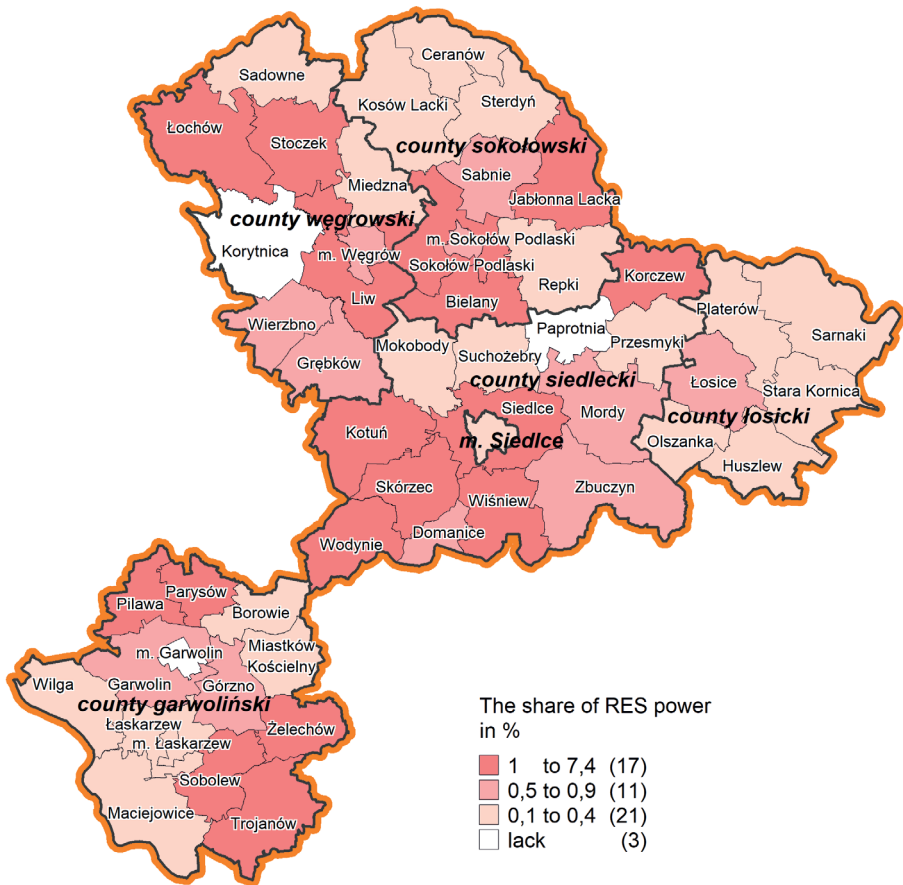 Ceranów
Sadowne
Kosów Lacki
Sterdyń
Łochów
Stoczek
county sokołowski
Sabnie
Miedzna
Jabłonna Lacka
county węgrowski
m. Sokołów Podlaski
Korytnica
m. Węgrów
Sokołów Podlaski
Korczew
Repki
Liw
Bielany
Platerów
Wierzbno
Paprotnia
Sarnaki
Mokobody
Przesmyki
Suchożebry
Grębków
county siedlecki
Łosice
Stara Kornica
Siedlce
Mordy
county łosicki
Kotuń
m. Siedlce
Olszanka
Huszlew
Skórzec
Wiśniew
Zbuczyn
Domanice
Wodynie
Parysów
Pilawa
Borowie
m. Garwolin
Miastków
Kościelny
Wilga
Garwolin
Górzno
county garwoliński
Łaskarzew
Żelechów
m. Łaskarzew
Sobolew
Maciejowice
Trojanów
The share of RES power
in %
1 to 7,4 (17)
0,5 to 0,9 (11)
0,1 to 0,4 (21)
lack (3)